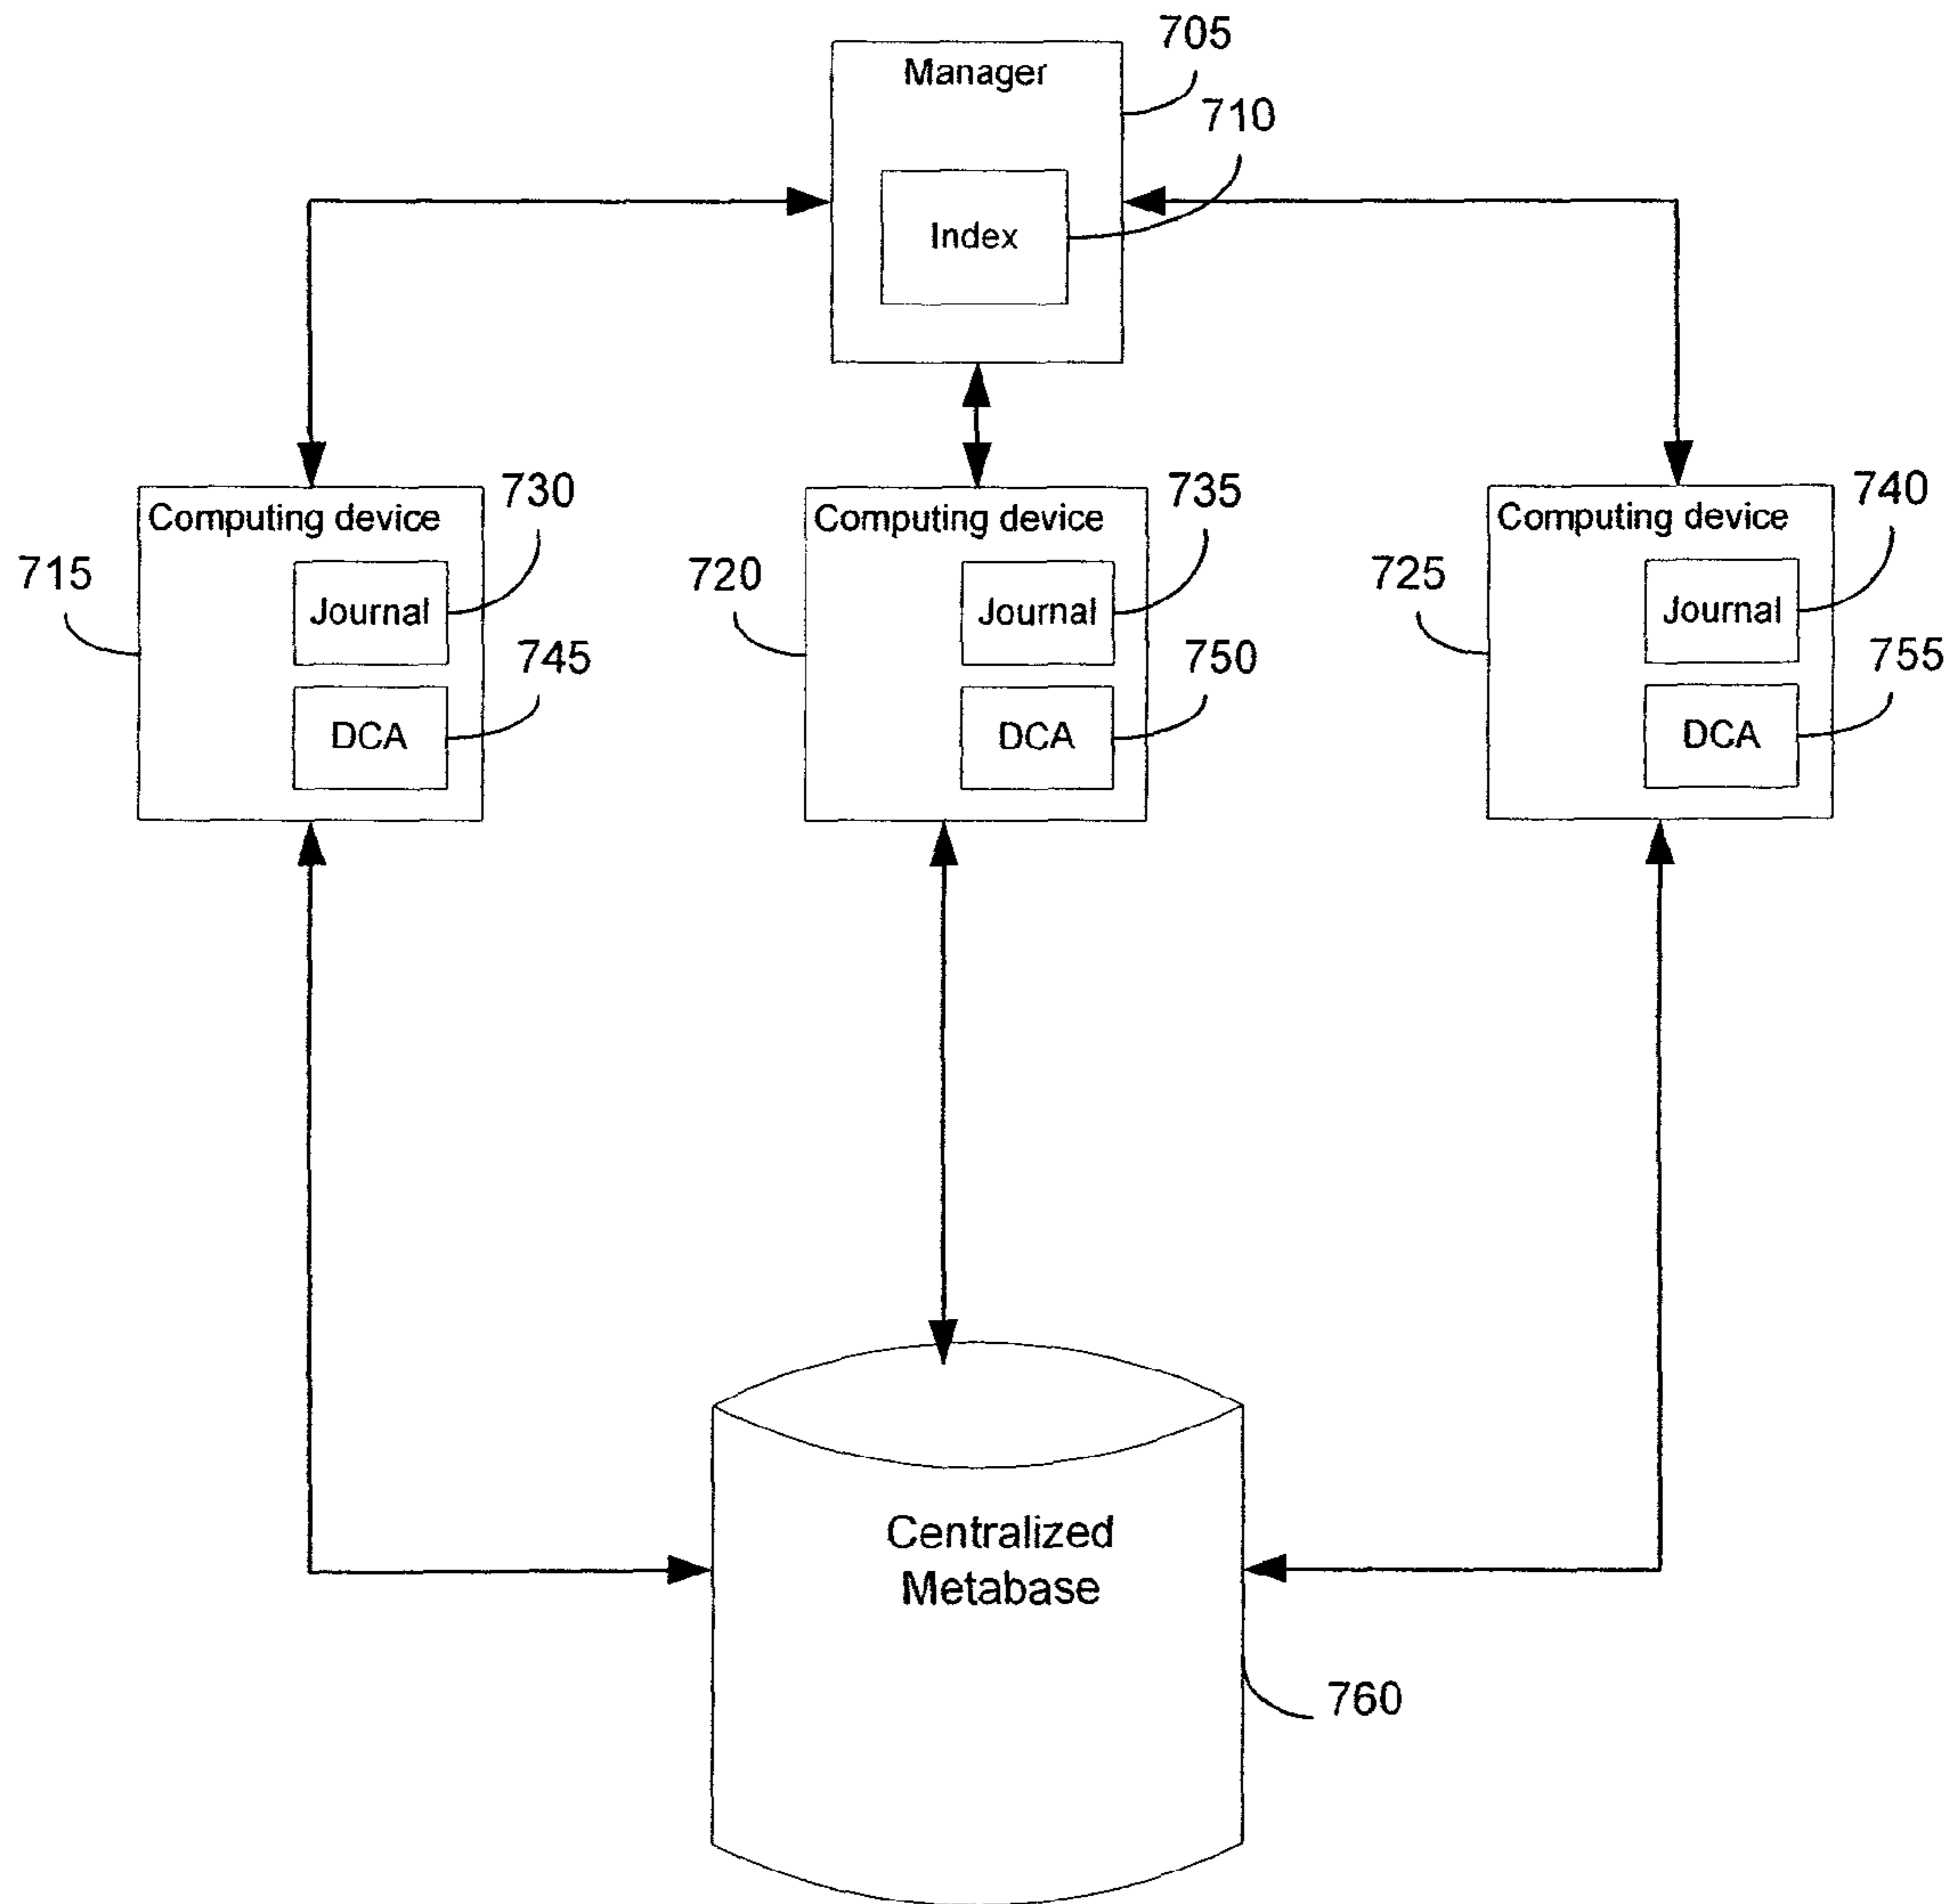 705
Manager
710
Index
Computing device
730
715
Journal
745
DCA
Computing device
735
720
Journal
750
DCA
Computing device
740
725
Journal
755
DCA
Centralized
Metabase
760